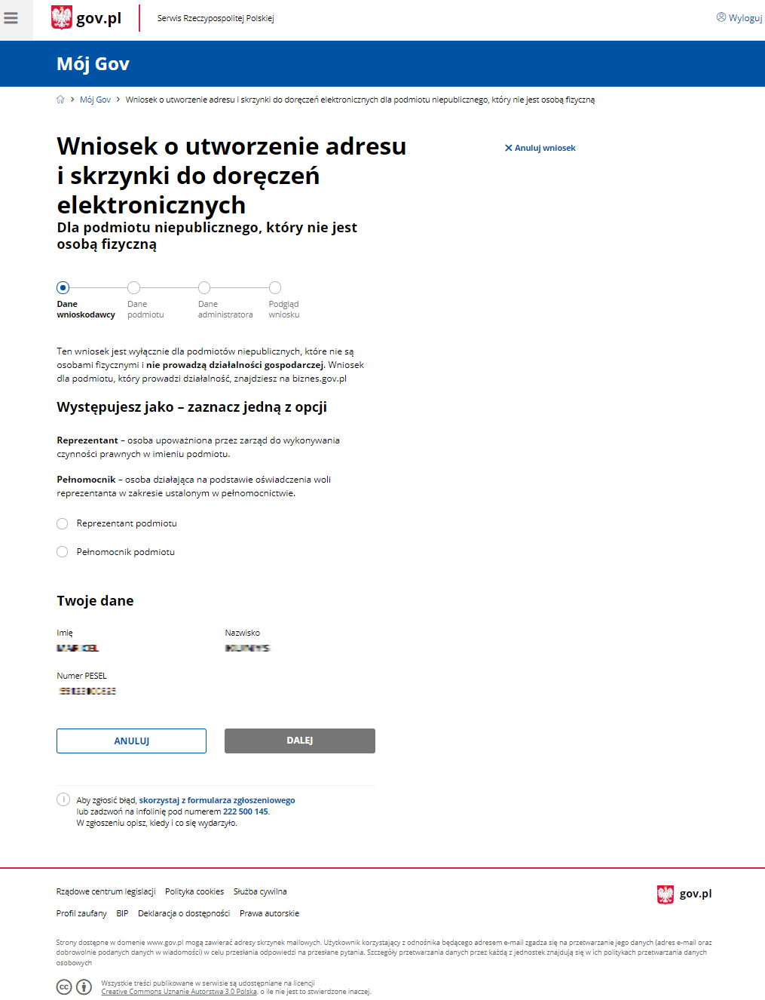 gov.pl
Serwis Rzeczypospolitej Polskiej
Wyloguj
Mój Gov
Mój Gov
Wniosek o utworzenie adresu i skrzynki do doręczeń elektronicznych dla podmiotu niepublicznego, który nie jest osobą fizyczną
Wniosek o utworzenie adresu
i skrzynki do doręczeń
elektronicznych
Anuluj wniosek
Dla podmiotu niepublicznego, który nie jest
osobą fizyczną
Dane
wnioskodawcy
Dane
podmiotu
Dane
administratora
Podgląd
wniosku
Ten wniosek jest wyłącznie dla podmiotów niepublicznych, które nie są
osobami fizycznymi i nie prowadzą działalności gospodarczej. Wniosek
dla podmiotu, który prowadzi działalność, znajdziesz na biznes.gov.pl
Występujesz jako – zaznacz jedną z opcji
Reprezentant – osoba upoważniona przez zarząd do wykonywania
czynności prawnych w imieniu podmiotu.
Pełnomocnik – osoba działająca na podstawie oświadczenia woli
reprezentanta w zakresie ustalonym w pełnomocnictwie.
Reprezentant podmiotu
Pełnomocnik podmiotu
Twoje dane
Imię
Nazwisko
Numer PESEL
ANULUJ
DALEJ
Aby zgłosić błąd, skorzystaj z formularza zgłoszeniowego
lub zadzwoń na infolinię pod numerem 222 500 145.
W zgłoszeniu opisz, kiedy i co się wydarzyło.
Rządowe centrum legislacji
Polityka cookies
Służba cywilna
gov.pl
Profil zaufany
BIP
Deklaracja o dostępności
Prawa autorskie
Strony dostępne w domenie www.gov.pl mogą zawierać adresy skrzynek mailowych. Użytkownik korzystający z odnośnika będącego adresem e-mail zgadza się na przetwarzanie jego danych (adres e-mail oraz
dobrowolnie podanych danych w wiadomości) w celu przesłania odpowiedzi na przesłane pytania. Szczegóły przetwarzania danych przez każdą z jednostek znajdują się w ich politykach przetwarzania danych
osobowych
Wszystkie treści publikowane w serwisie są udostępniane na licencji
Creative Commons Uznanie Autorstwa 3.0 Polska, o ile nie jest to stwierdzone inaczej.